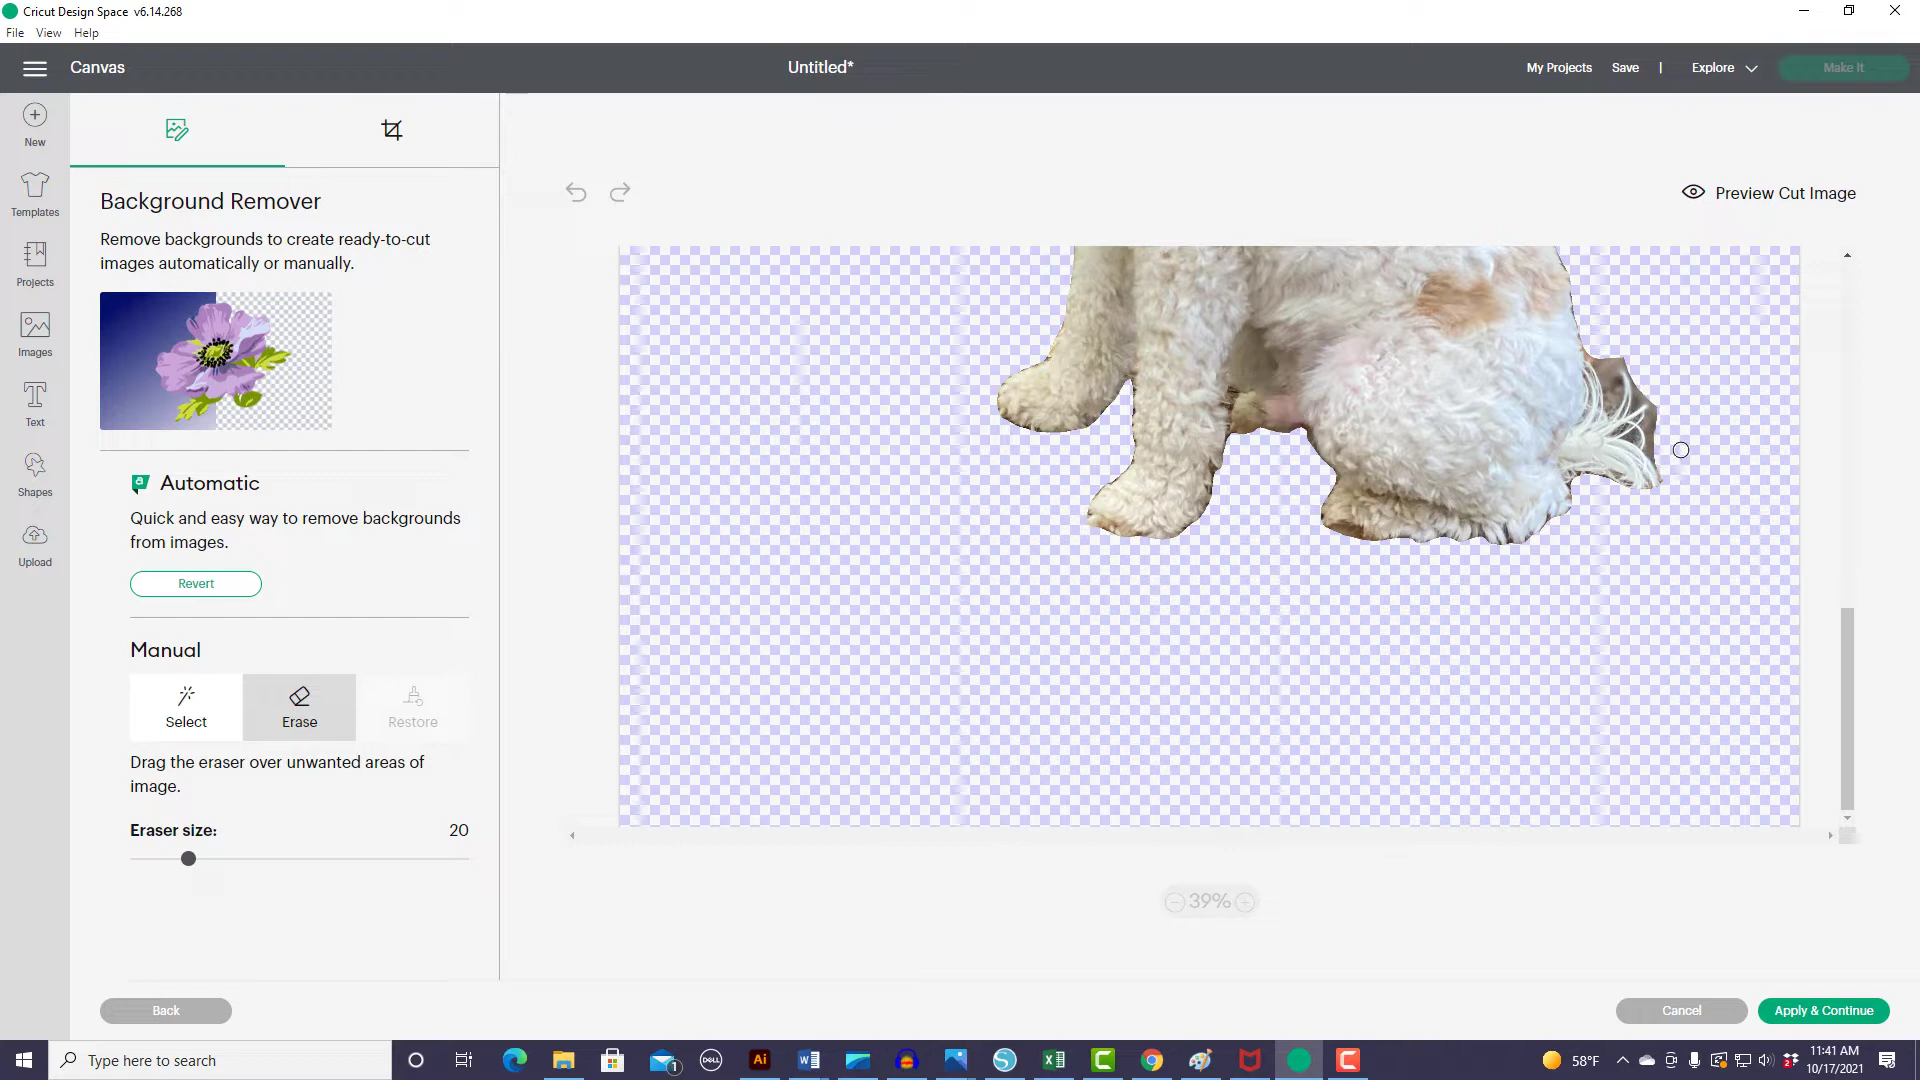 Cricut Design Space v6.14.268
File View Help
Canvas
Untitled*
My Projects Save | Explore Make It
New
Templates
Projects
Images
Text
Shapes
Upload
Background Remover
Remove backgrounds to create ready-to-cut
images automatically or manually.
a Automatic
Quick and easy way to remove backgrounds
from images.
Revert
Manual
Select Erase Restore
Drag the eraser over unwanted areas of
image.
Eraser size: 20
Preview Cut Image
39%
Back
Cancel Apply & Continue
Type here to search
1
DELL
Ai
58°F
2
11:41 AM
10/17/2021